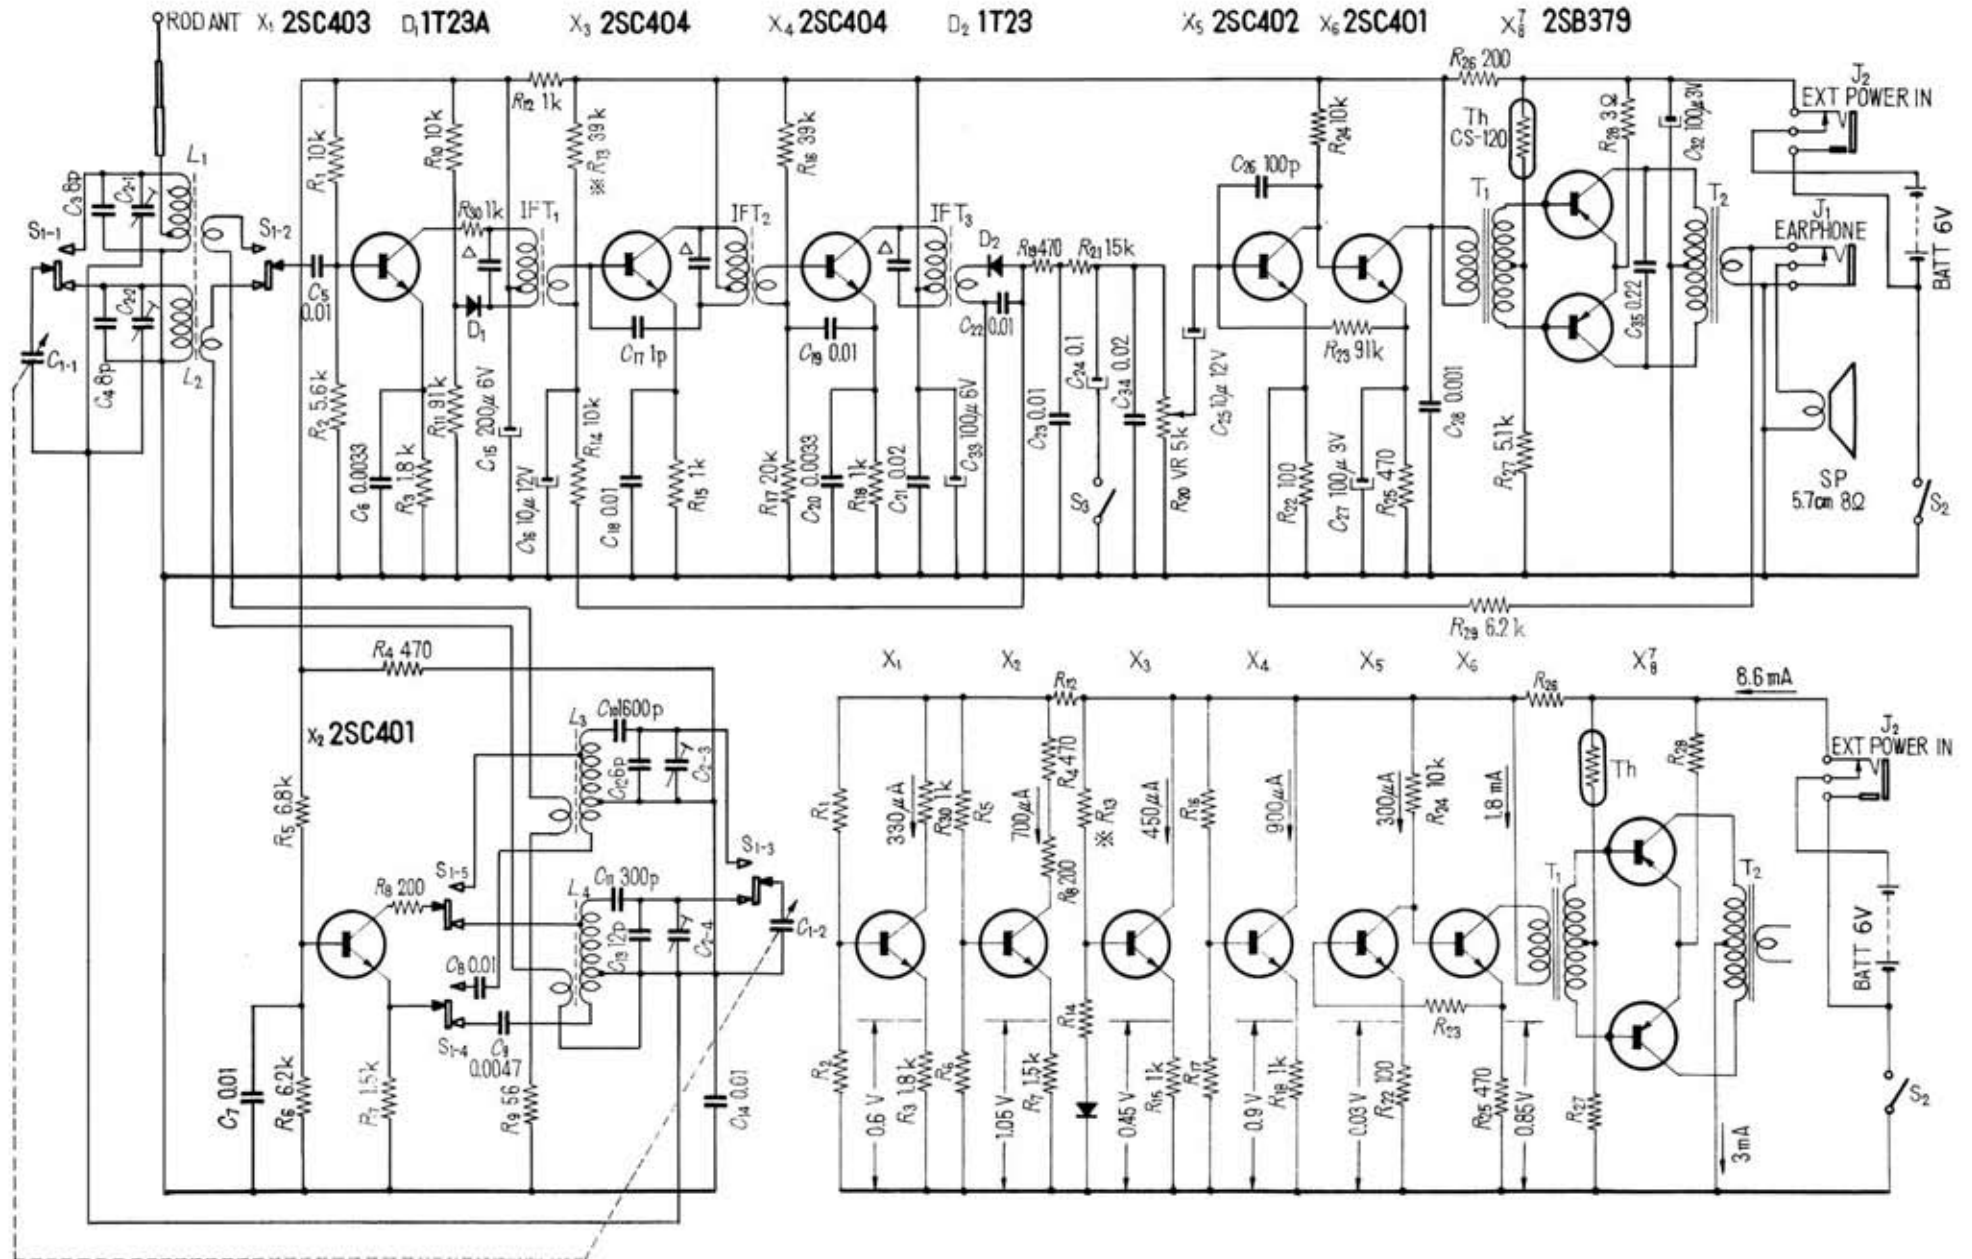 ROD ANT X₁ 2SC403 D₁ 1T23A X₃ 2SC404 X₄ 2SC404 D₂ 1T23 X₅ 2SC402 X₆ 2SC401 X⁷₈ 2SB379
R₁₂ 1k
R₂₆ 200
J₂
EXT POWER IN
Th
CS-120
R₂₈ 3Ω
C₃₂ 100μ 3V
R₁ 10k
R₁₀ 10k
※ R₁₃ 39k
R₁₆ 39k
R₂₄ 10k
C₂₆ 100p
L₁
C₃ 8p
C₂₋₁
S₁₋₁
S₁₋₂
R₃₀ 1k
IFT₁
IFT₂
IFT₃
D₂
R₁₉ 470
R₂₁ 15k
T₁
T₂
J₁
EARPHONE
BATT 6V
△
△
△
C₂₋₂
C₅
0.01
D₁
C₁₇ 1p
C₁₉ 0.01
C₂₂ 0.01
R₂₃ 91k
C₃₅ 0.22
C₁₋₁
C₄ 8p
L₂
R₂ 5.6k
C₆ 0.0033
R₃ 1.8k
R₁₁ 91k
C₁₅ 200μ 6V
C₁₆ 10μ 12V
R₁₄ 10k
C₁₈ 0.01
R₁₅ 1k
R₁₇ 20k
C₂₀ 0.0033
R₁₈ 1k
C₂₁ 0.02
C₃₃ 100μ 6V
C₂₃ 0.01
C₂₄ 0.1
S₃
C₃₄ 0.02
R₂₀ VR 5k
C₂₅ 10μ 12V
R₂₂ 100
C₂₇ 100μ 3V
R₂₅ 470
C₂₈ 0.001
R₂₇ 5.1k
SP
5.7cm 8Ω
S₂
R₂₉ 6.2k
R₄ 470
X₂ 2SC401
R₅ 6.8k
L₃
C₁₀ 1600p
C₁₂ 6p
C₂₋₃
S₁₋₃
S₁₋₅
R₈ 200
L₄
C₁₁ 300p
C₁₃ 12p
C₂₋₄
C₁₋₂
C₈ 0.01
S₁₋₄
C₉
0.0047
C₇ 0.01
R₆ 6.2k
R₇ 1.5k
R₉ 56
C₁₄ 0.01
X₁ X₂ X₃ X₄ X₅ X₆ X⁷₈
R₁₂
R₂₆
8.6mA
J₂
EXT POWER IN
R₁
330μA
R₃₀ 1k
R₅
700μA
R₄ 470
R₈ 200
※ R₁₃
450μA
R₁₆
900μA
300μA
R₂₄ 10k
1.8mA
Th
R₂₈
T₁
T₂
BATT 6V
R₁₄
R₂₃
R₂
0.6V
R₃ 1.8k
R₆
1.05V
R₇ 1.5k
0.45V
R₁₅ 1k
R₁₇
0.9V
R₁₈ 1k
0.03V
R₂₂ 100
R₂₅ 470
0.85V
R₂₇
3mA
S₂